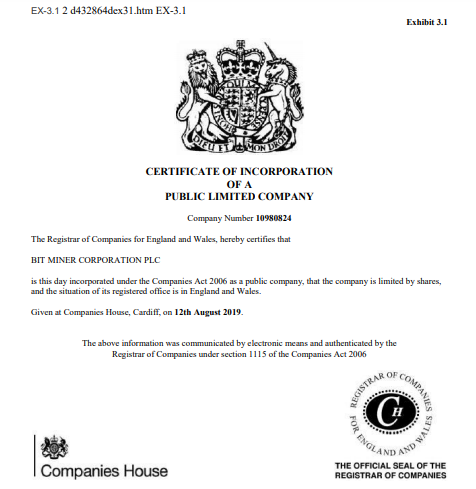 EX-3.1 2 d432864dex31.htm EX-3.1
Exhibit 3.1
DIEU ET MON DROIT
CERTIFICATE OF INCORPORATION
OF A
PUBLIC LIMITED COMPANY
Company Number 10980824
The Registrar of Companies for England and Wales, hereby certifies that
BIT MINER CORPORATION PLC
is this day incorporated under the Companies Act 2006 as a public company, that the company is limited by shares,
and the situation of its registered office is in England and Wales.
Given at Companies House, Cardiff, on 12th August 2019.
The above information was communicated by electronic means and authenticated by the
Registrar of Companies under section 1115 of the Companies Act 2006
REGISTRAR OF COMPANIES
FOR ENGLAND AND WALES
CH
Companies House
THE OFFICIAL SEAL OF THE
REGISTRAR OF COMPANIES